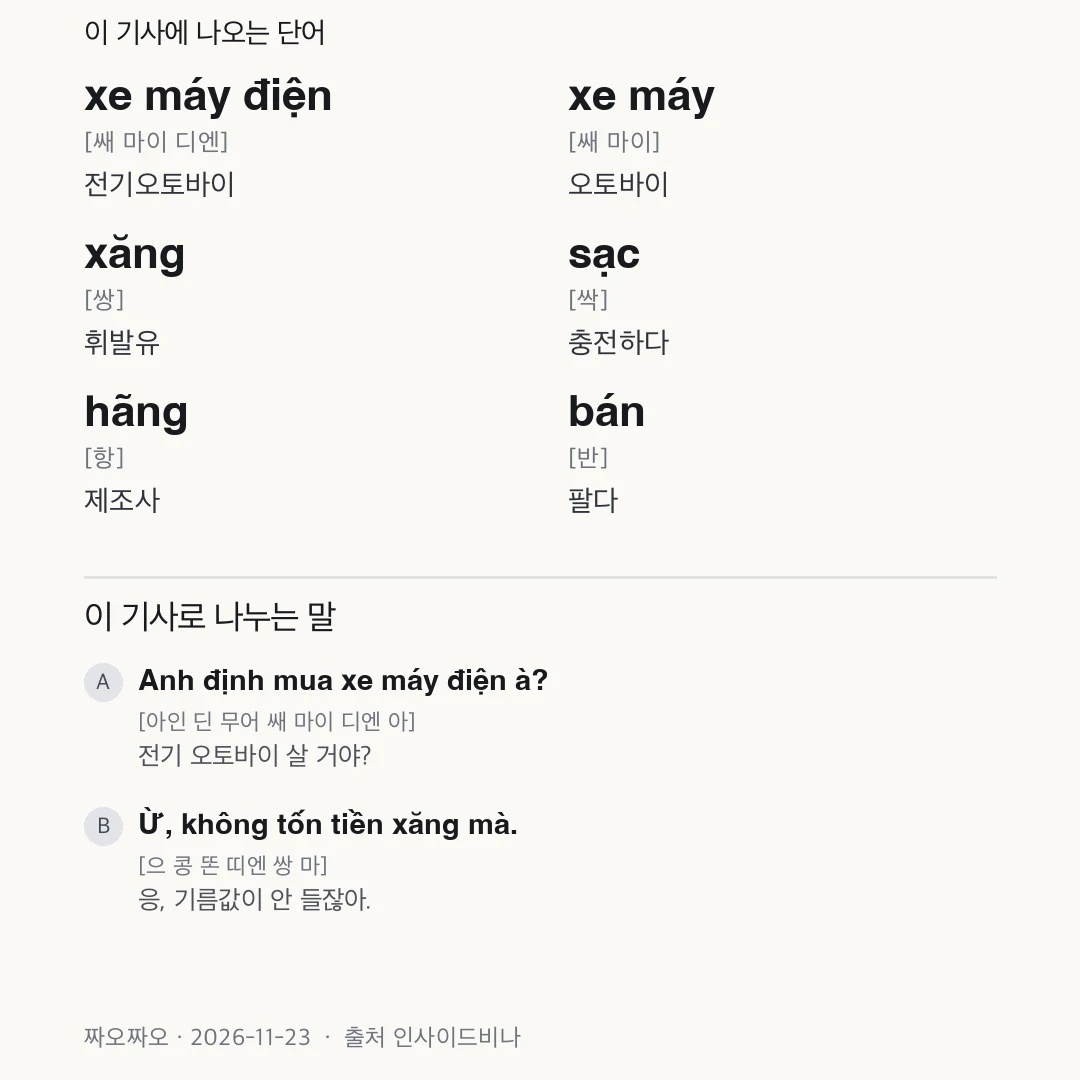 이 기사에 나오는 단어
xe máy điện
[쌔 마이 디엔]
전기오토바이
xe máy
[쌔 마이]
오토바이
xăng
[쌍]
휘발유
sạc
[싹]
충전하다
hãng
[항]
제조사
bán
[반]
팔다
이 기사로 나누는 말
A Anh định mua xe máy điện à?
[아인 딘 무어 쌔 마이 디엔 아]
전기 오토바이 살 거야?
B Ừ, không tốn tiền xăng mà.
[으 콩 똔 띠엔 쌍 마]
응, 기름값이 안 들잖아.
짜오짜오 · 2026-11-23 · 출처 인사이드비나